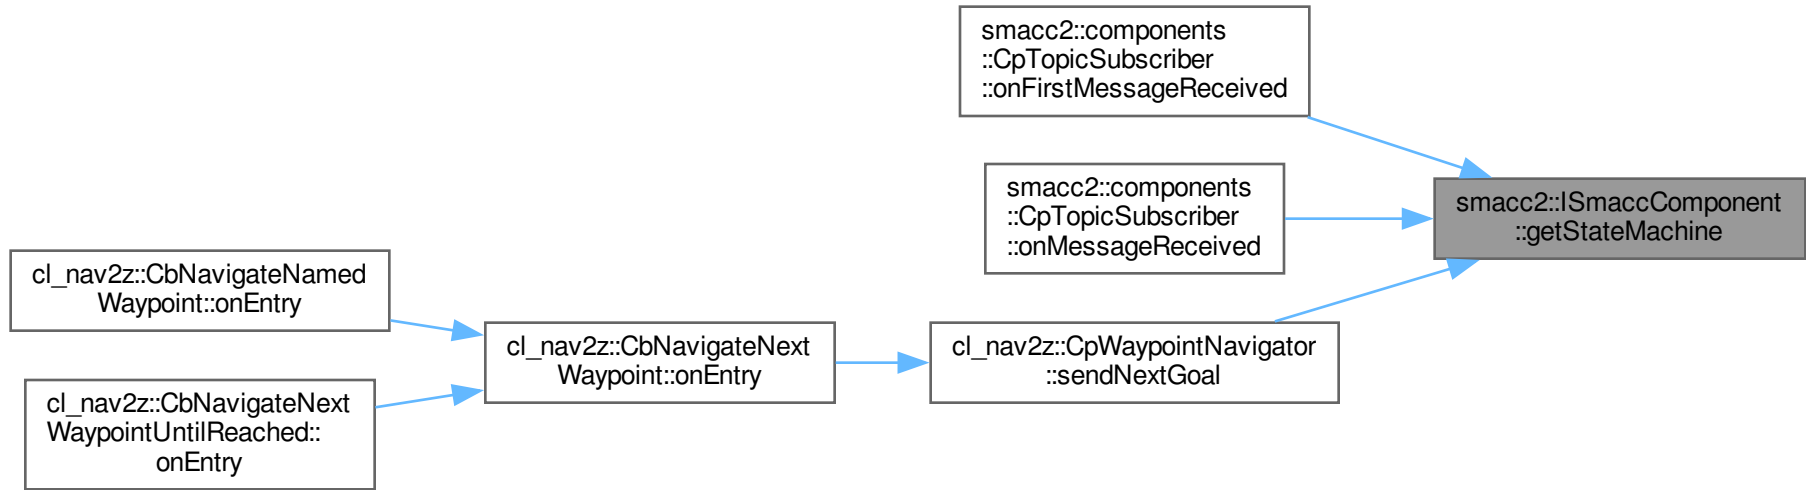 smacc2::components
::CpTopicSubscriber
::onFirstMessageReceived
smacc2::components
::CpTopicSubscriber
::onMessageReceived
smacc2::ISmaccComponent
::getStateMachine
cl_nav2z::CbNavigateNamed
Waypoint::onEntry
cl_nav2z::CbNavigateNext
Waypoint::onEntry
cl_nav2z::CpWaypointNavigator
::sendNextGoal
cl_nav2z::CbNavigateNext
WaypointUntilReached::
onEntry